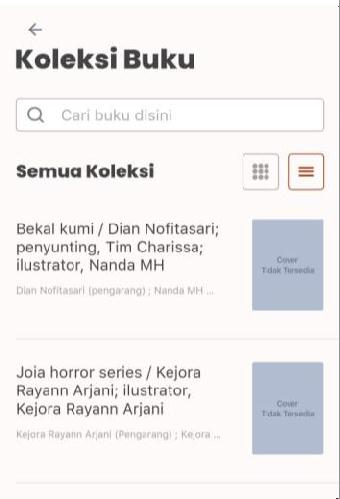 Koleksi Buku
Cari buku disini
Semua Koleksi
Bekal kumi / Dian Nofitasari;
penyunting, Tim Charissa;
ilustrator, Nanda MH
Dian Nofitasari (pengarang) ; Nanda MH ...
Cover
Tidak Tersedia
Joia horror series / Kejora
Rayann Arjani; ilustrator,
Kejora Rayann Arjani
Kejora Rayann Arjani (Pengarang) ; Kejora ...
Cover
Tidak Tersedia